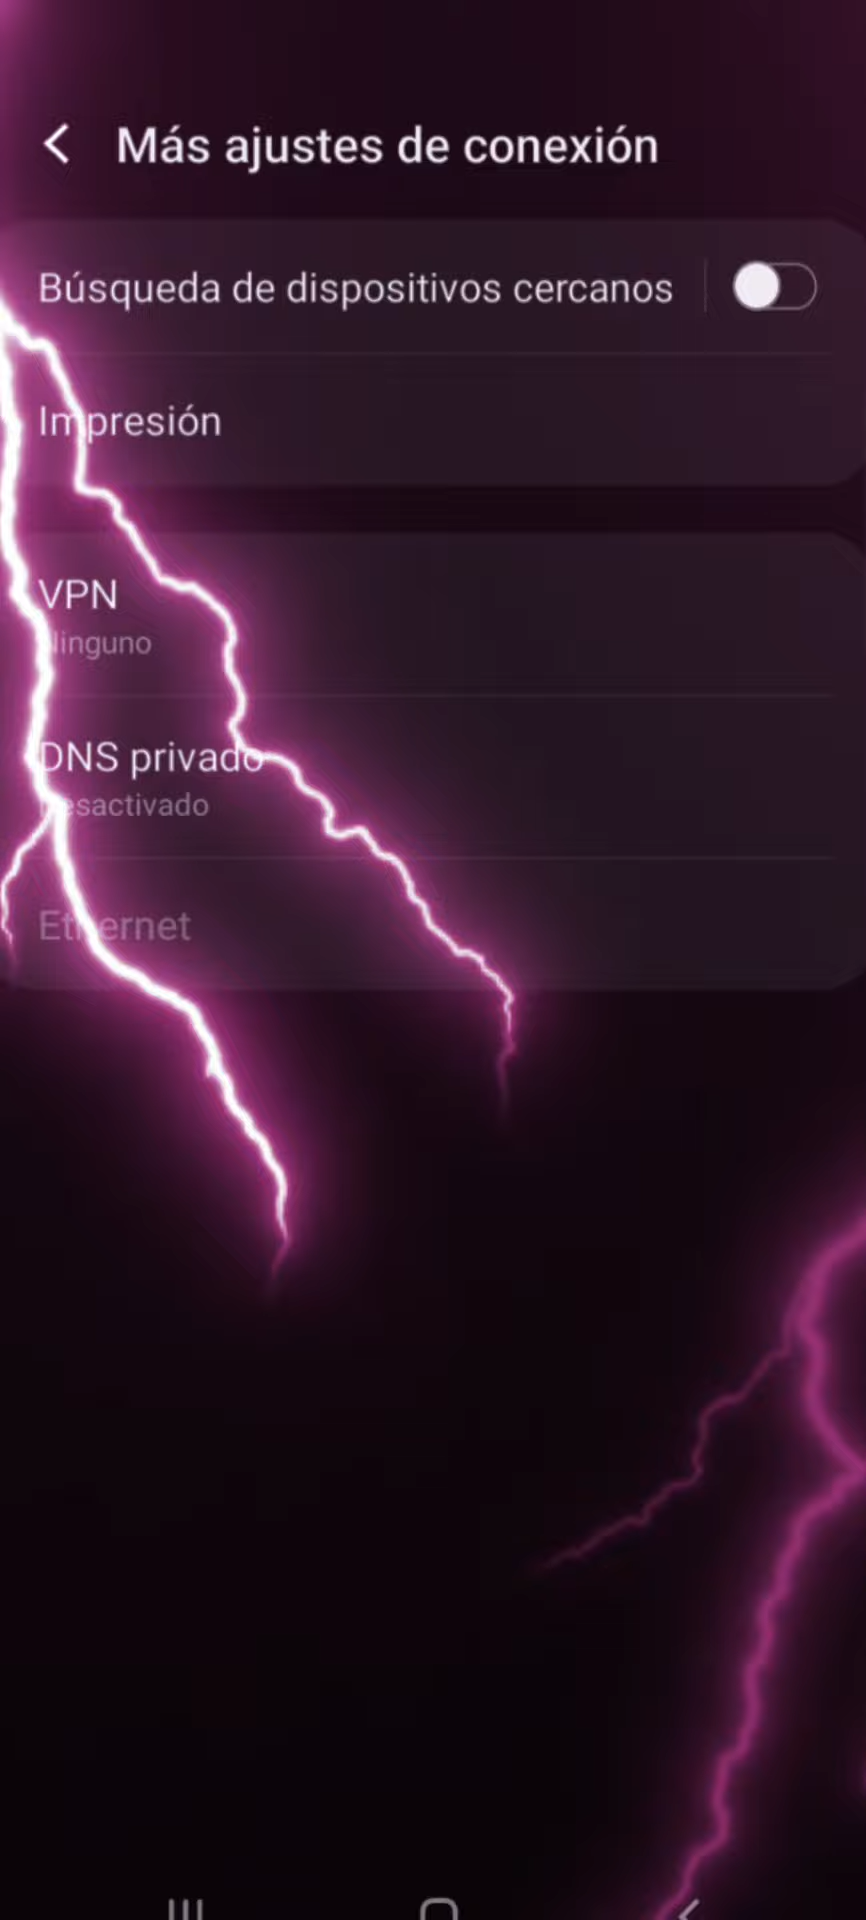 Más ajustes de conexión
Búsqueda de dispositivos cercanos
Impresión
VPN
Ninguno
DNS privado
Desactivado
Ethernet